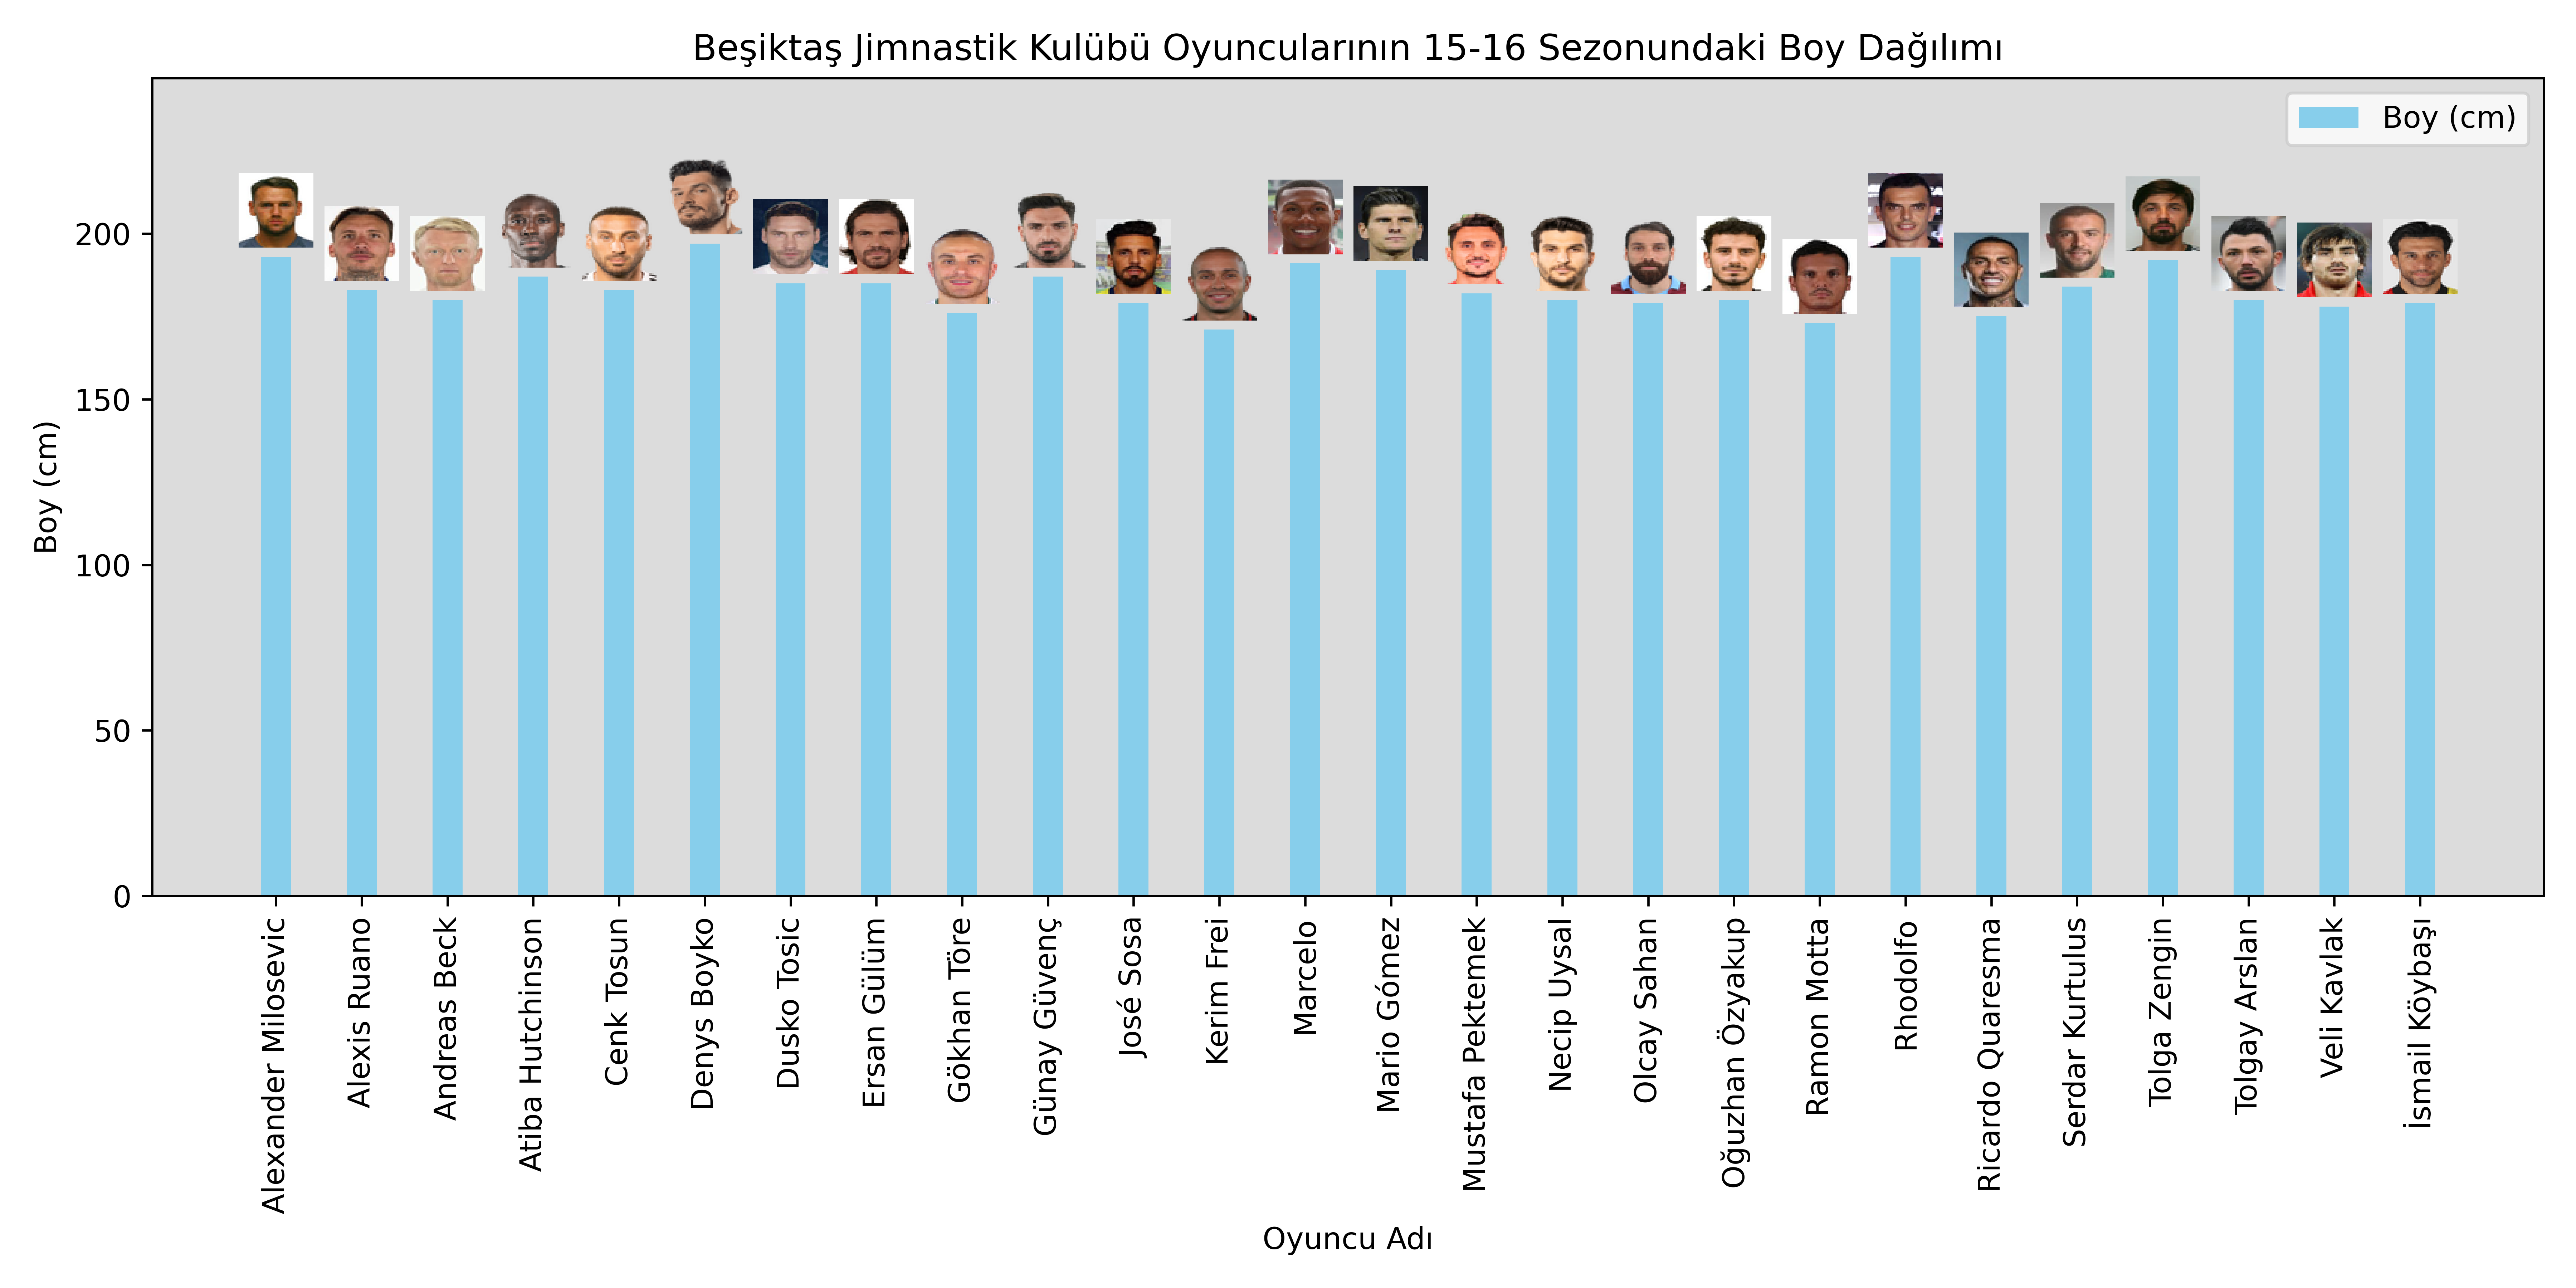 Beşiktaş Jimnastik Kulübü Oyuncularının 15-16 Sezonundaki Boy Dağılımı
Boy (cm)
200
150
100
50
0
Boy (cm)
Alexander Milosevic
Alexis Ruano
Andreas Beck
Atiba Hutchinson
Cenk Tosun
Denys Boyko
Dusko Tosic
Ersan Gülüm
Gökhan Töre
Günay Güvenç
José Sosa
Kerim Frei
Marcelo
Mario Gómez
Mustafa Pektemek
Necip Uysal
Olcay Sahan
Oğuzhan Özyakup
Ramon Motta
Rhodolfo
Ricardo Quaresma
Serdar Kurtulus
Tolga Zengin
Tolgay Arslan
Veli Kavlak
İsmail Köybaşı
Oyuncu Adı